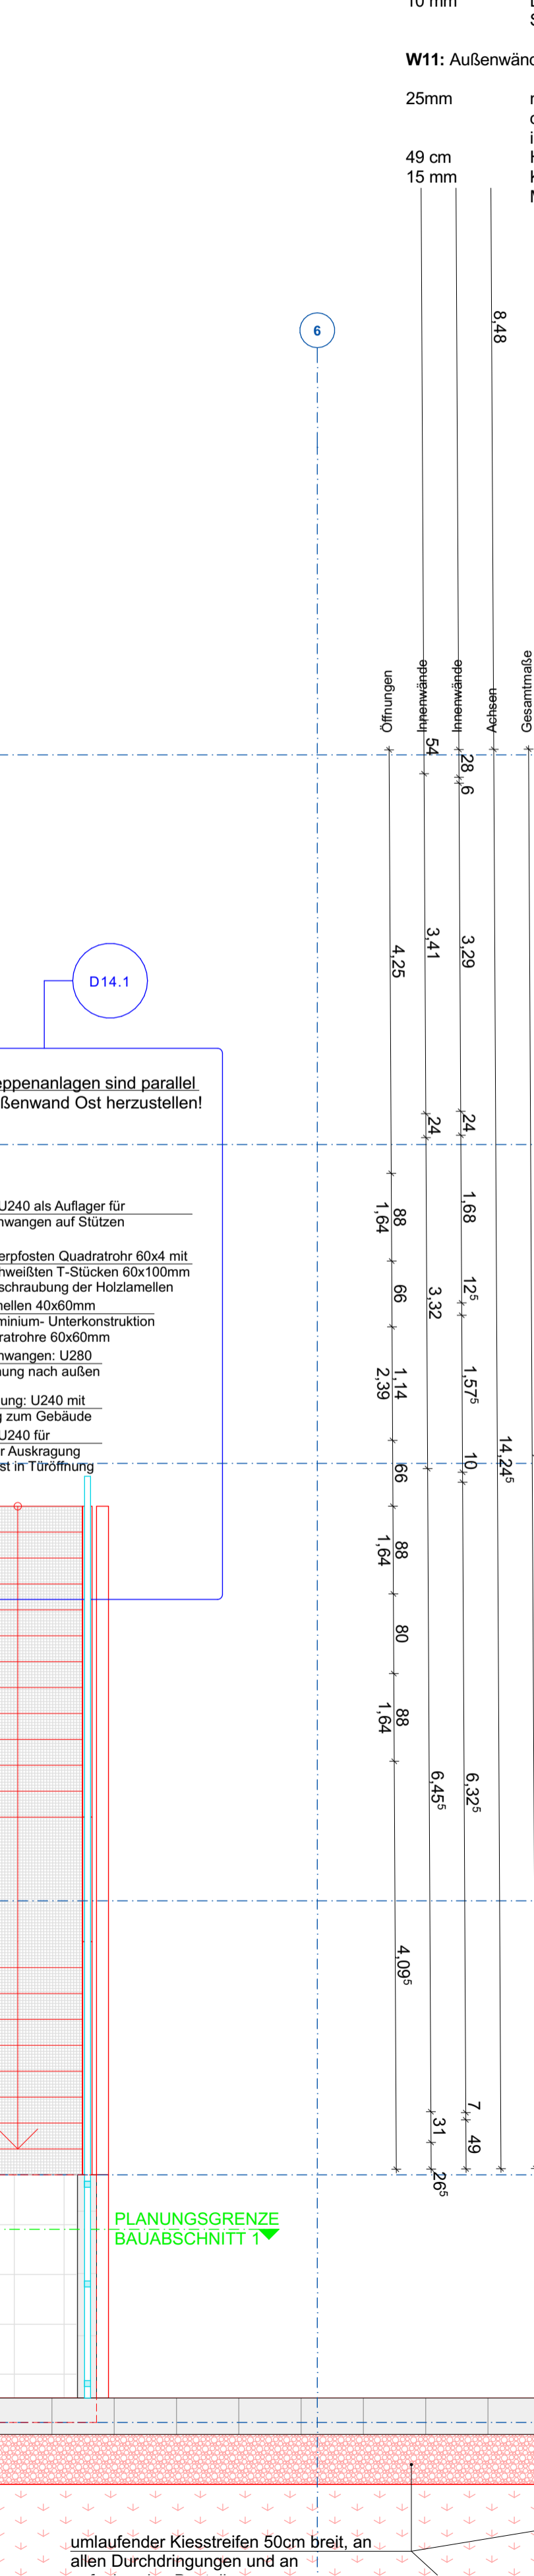 10 mm
W11: Außenwänd
25mm
49 cm
15 mm
8,48
6
Öffnungen
Innenwände
Innenwände
Achsen
Gesamtmaße
54
28
6
4,25
3,41
3,29
D14.1
eppenanlagen sind parallel
ßenwand Ost herzustellen!
24
24
U240 als Auflager für
nwangen auf Stützen
88
1,64
1,68
erpfosten Quadratrohr 60x4 mit
hweißten T-Stücken 60x100mm
schraubung der Holzlamellen
nellen 40x60mm
minium- Unterkonstruktion
ratrohre 60x60mm
66
3,32
12⁵
nwangen: U280
nung nach außen
1,14
2,39
1,57⁵
ung: U240 mit
g zum Gebäude
U240 für
r Auskragung
st in Türöffnung
66
10
14,24⁵
88
1,64
80
88
1,64
6,45⁵
6,32⁵
4,09⁵
7
31
49
26⁵
PLANUNGSGRENZE
BAUABSCHNITT 1
umlaufender Kiesstreifen 50cm breit, an
allen Durchdringungen und an